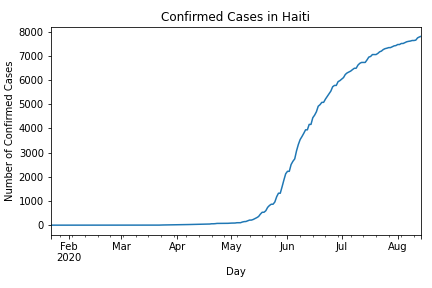 Confirmed Cases in Haiti
Number of Confirmed Cases
8000
7000
6000
5000
4000
3000
2000
1000
0
Feb Mar Apr May Jun Jul Aug
2020
Day